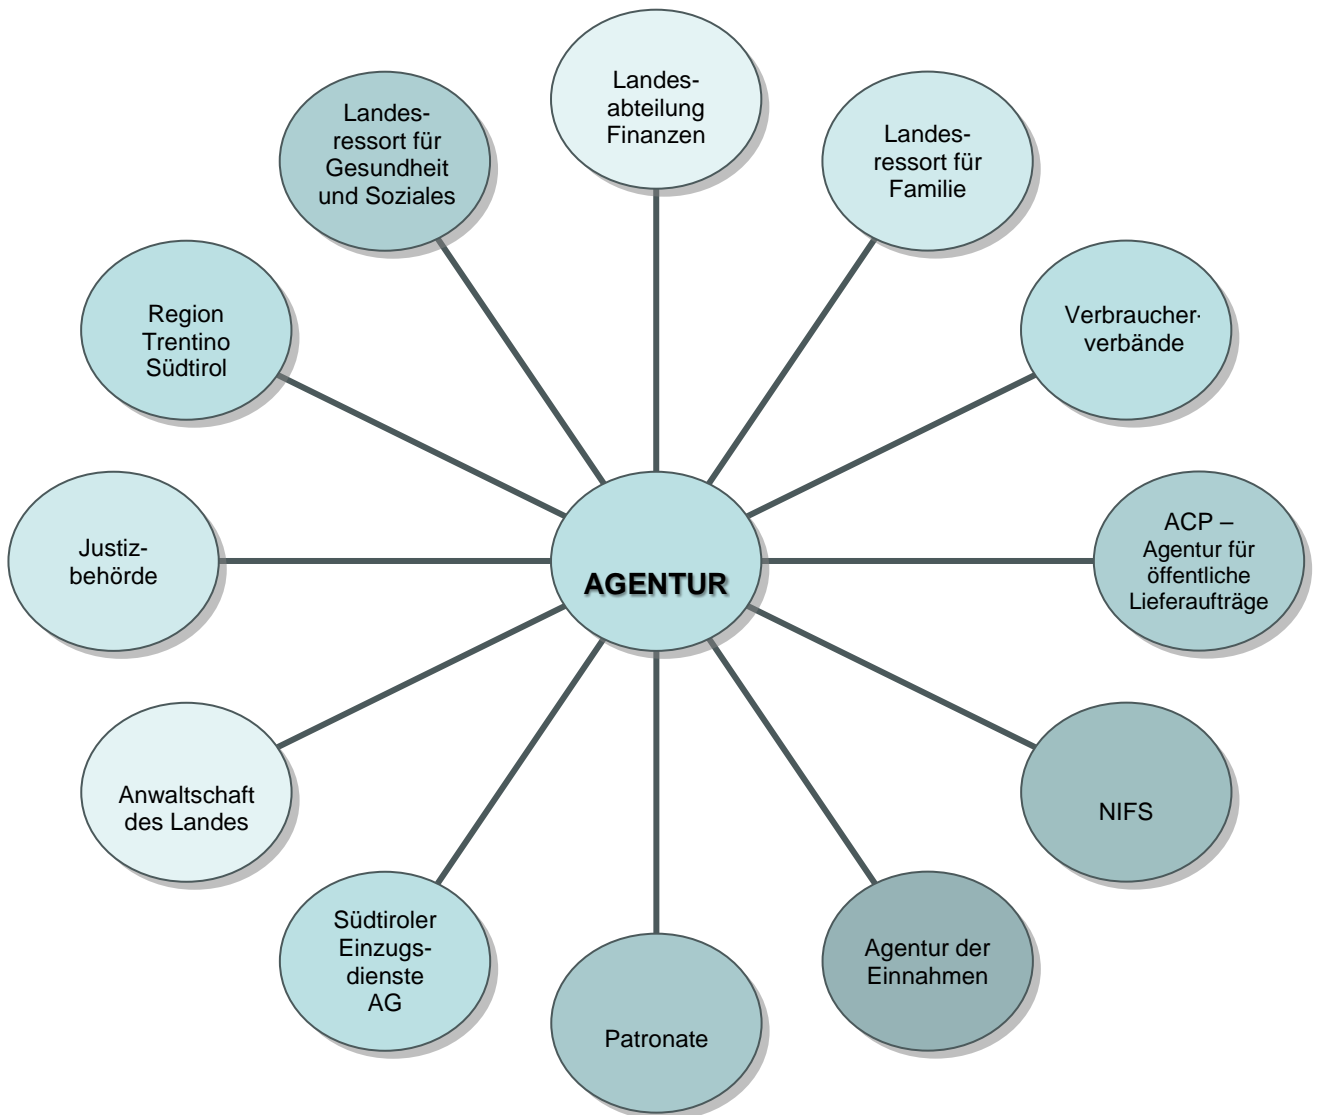 Landes-
abteilung
Finanzen
Landes-
ressort für
Familie
Verbraucher-
verbände
ACP –
Agentur für
öffentliche
Lieferaufträge
NIFS
Agentur der
Einnahmen
Patronate
Südtiroler
Einzugs-
dienste
AG
Anwaltschaft
des Landes
Justiz-
behörde
Region
Trentino
Südtirol
Landes-
ressort für
Gesundheit
und Soziales
AGENTUR